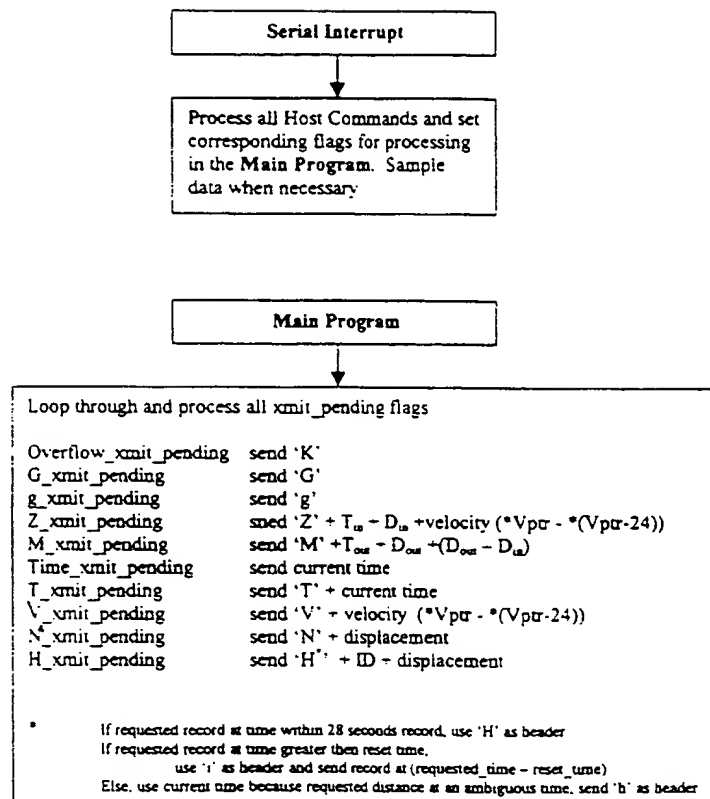 Serial Interrupt
Process all Host Commands and set
corresponding flags for processing
in the Main Program. Sample
data when necessary
Main Program
Loop through and process all xmit_pending flags
Overflow_xmit_pending send ‘K’
G_xmit_pending send ‘G’
g_xmit_pending send ‘g’
Z_xmit_pending sned ‘Z’ + T_in + D_in +velocity (*Vptr - *(Vptr-24))
M_xmit_pending send ‘M’ +T_out + D_out +(D_out – D_in)
Time_xmit_pending send current time
T_xmit_pending send ‘T’ + current time
V_xmit_pending send ‘V’ + velocity (*Vptr - *(Vptr-24))
N_xmit_pending send ‘N’ + displacement
H_xmit_pending send ‘H*’ + ID + displacement
* If requested record at time within 28 seconds record, use ‘H’ as header
If requested record at time greater then reset time,
use as header and send record at (requested_time – reset_time)
Else, use current time because requested distance at an ambiguous time, send ‘h’ as header